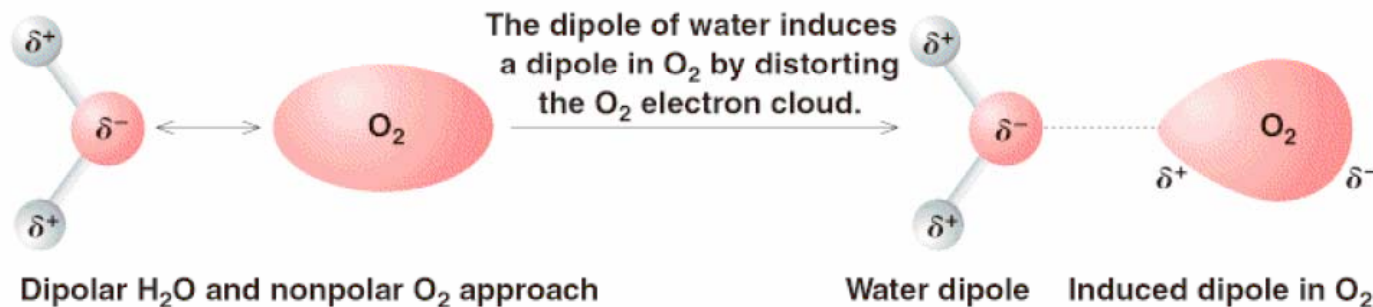 δ+
δ−
δ+
O2
The dipole of water induces
a dipole in O2 by distorting
the O2 electron cloud.
δ+
δ−
δ+
O2
δ+
δ−
Dipolar H2O and nonpolar O2 approach
Water dipole
Induced dipole in O2